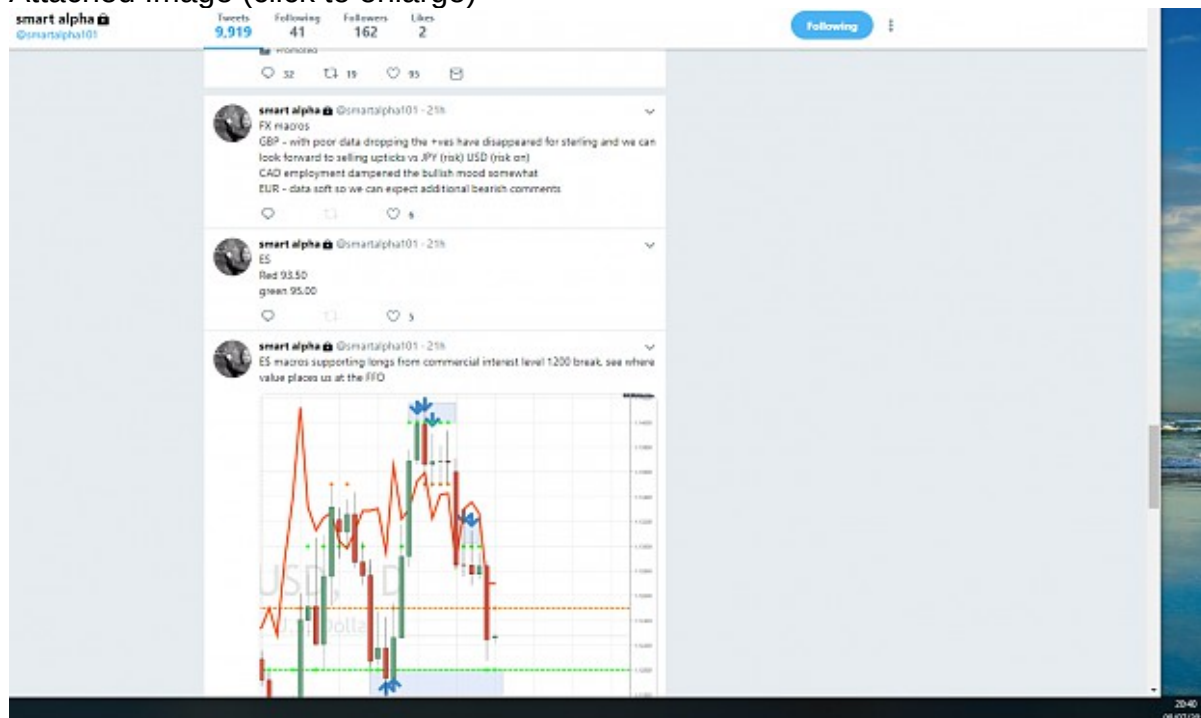 Attached Image (click to enlarge)
smart alpha
@smartalpha101
Tweets Following Followers Likes
9,919 41 162 2
Following
Promoted
32 19 95
smart alpha @smartalpha101 - 21h
FX macros
GBP - with poor data dropping the +ves have disappeared for sterling and we can
look forward to selling upticks vs JPY (risk) USD (risk on)
CAD employment dampened the bullish mood somewhat
EUR - data soft so we can expect additional bearish comments
6
smart alpha @smartalpha101 - 21h
ES
Red 93.50
green 95.00
5
smart alpha @smartalpha101 - 21h
ES macros supporting longs from commercial interest level 1200 break, see where
value places us at the FFO
USD, D
U.S. Dollar
20:40